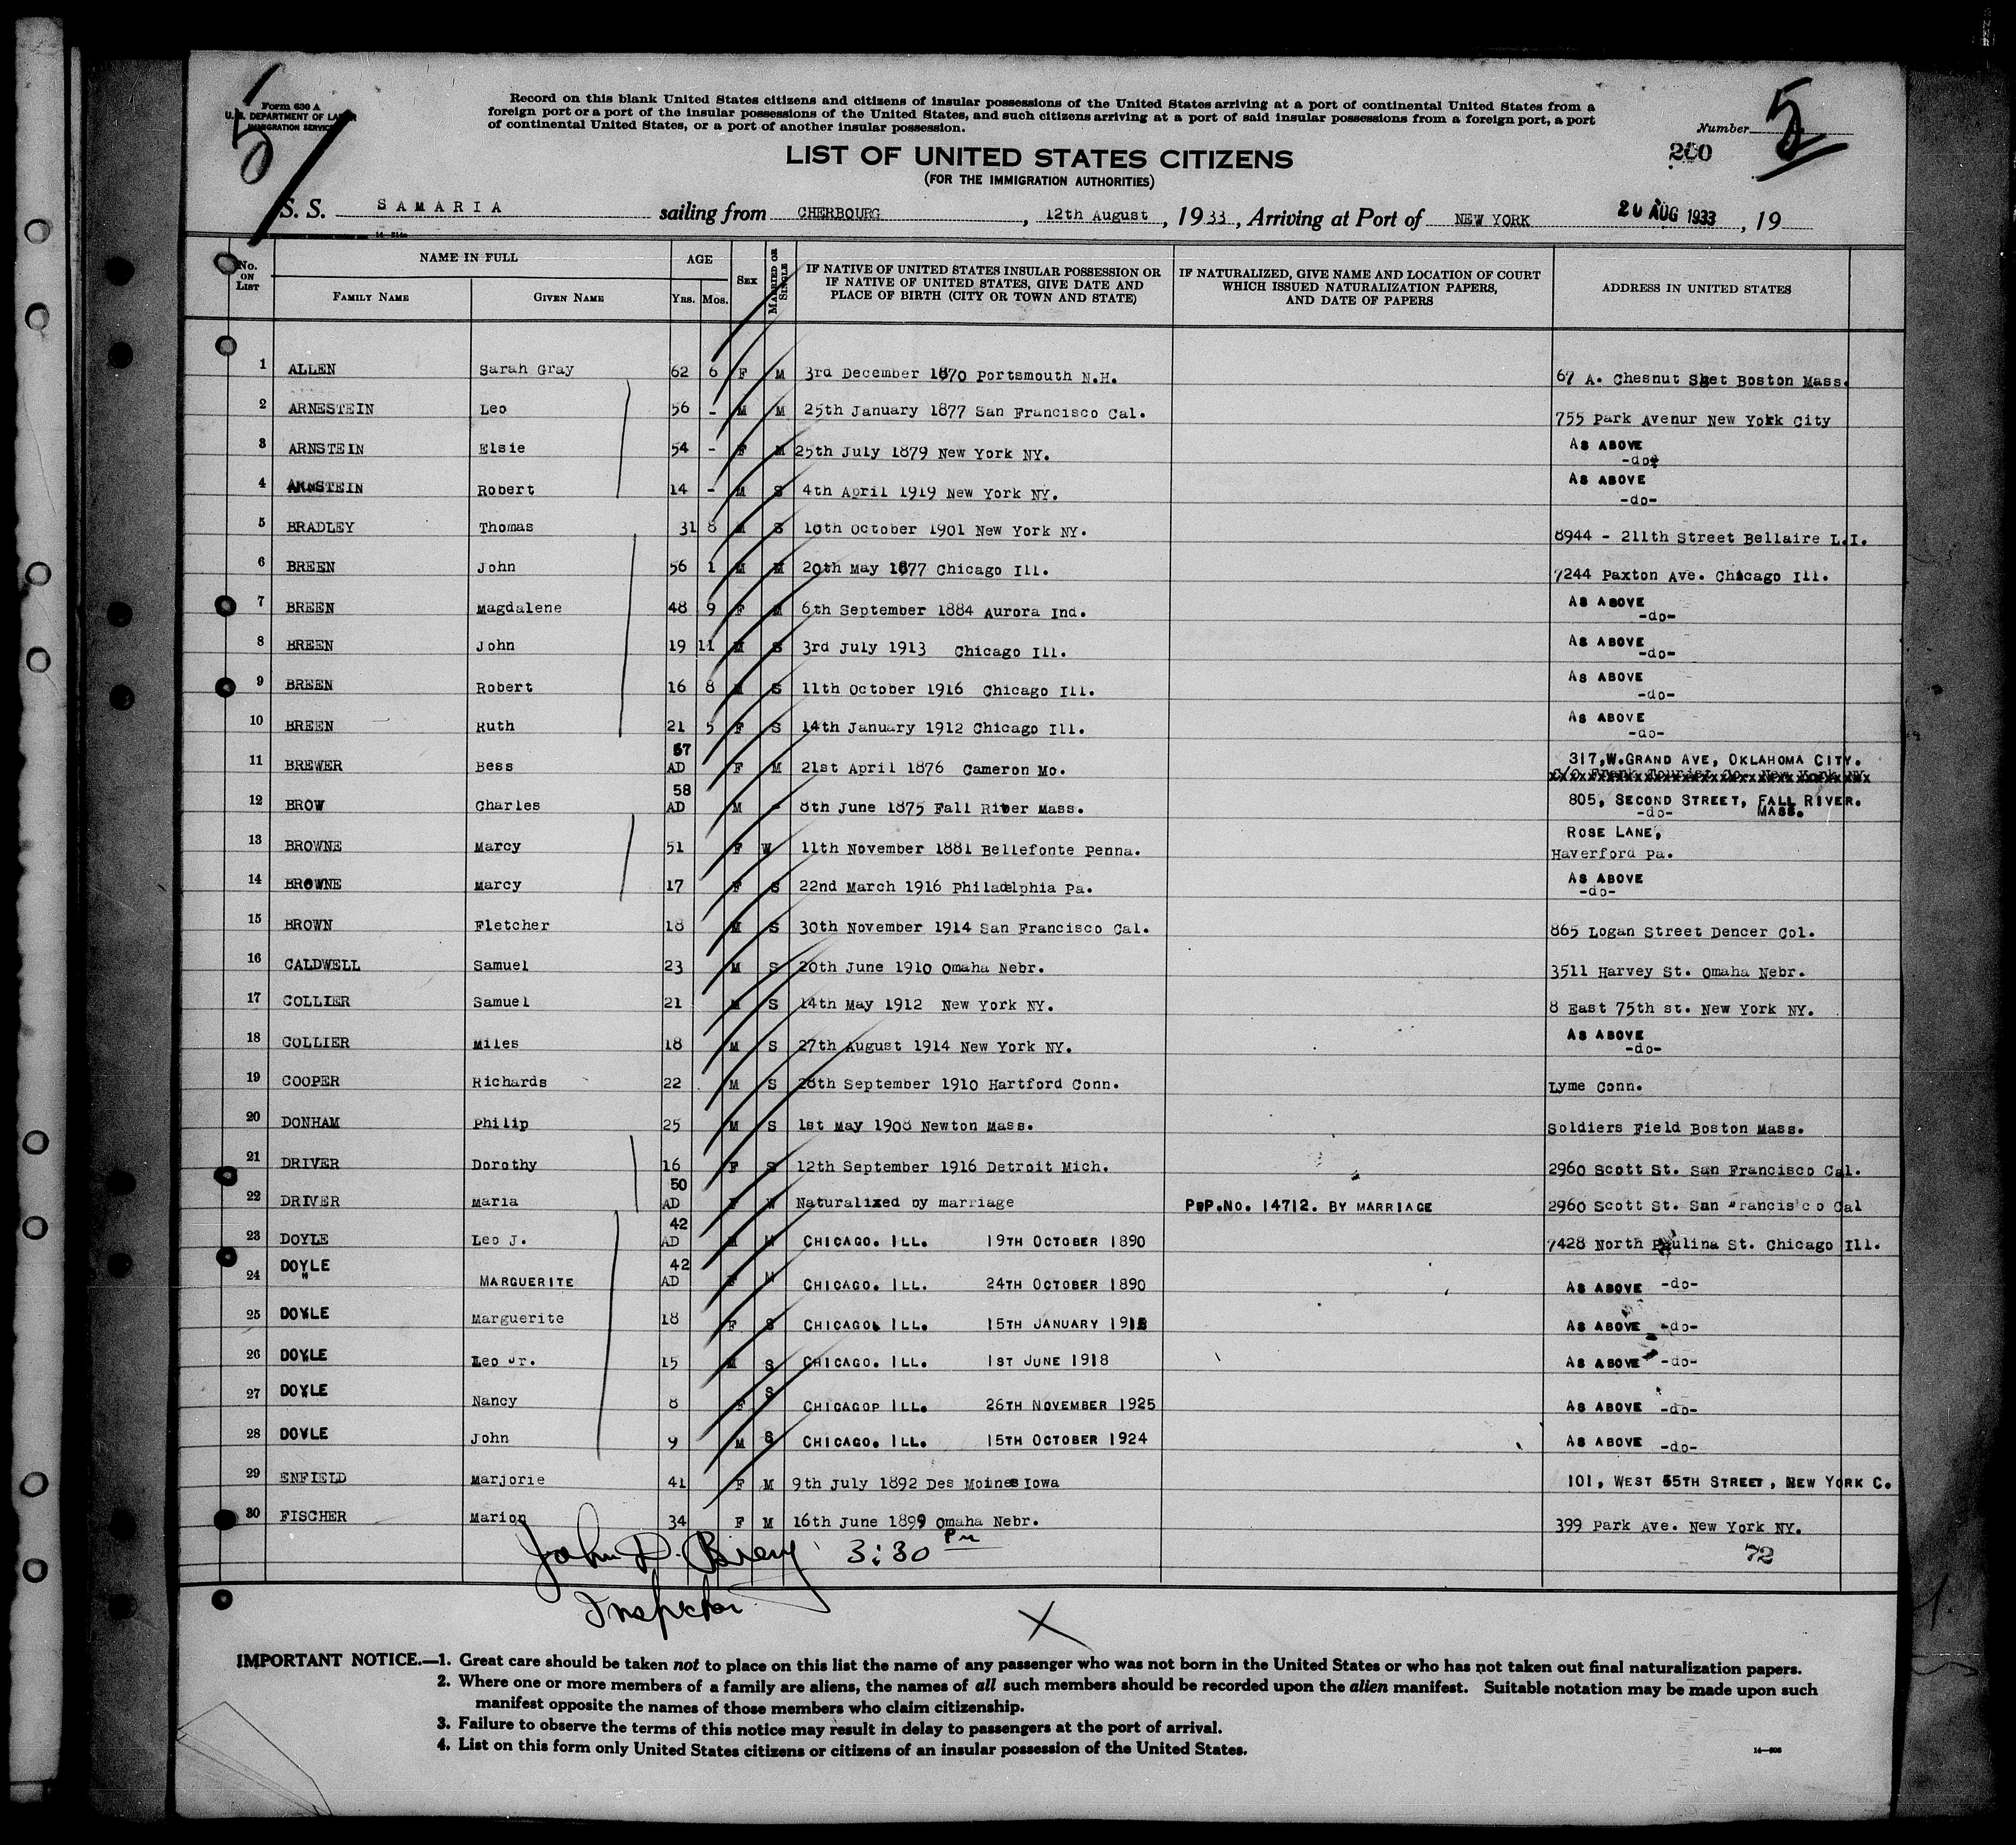 Form 630 A
U. S. DEPARTMENT OF LABOR
IMMIGRATION SERVICE
5
Record on this blank United States citizens and citizens of insular possessions of the United States arriving at a port of continental United States from a
foreign port or a port of the insular possessions of the United States, and such citizens arriving at a port of said insular possessions from a foreign port, a port
of continental United States, or a port of another insular possession.
Number 5
200
LIST OF UNITED STATES CITIZENS
(FOR THE IMMIGRATION AUTHORITIES)
S. S. SAMARIA sailing from CHERBOURG, 12th August, 1933, Arriving at Port of NEW YORK 20 AUG 1933, 19
No. ON LIST NAME IN FULL AGE SEX MARRIED OR SINGLE IF NATIVE OF UNITED STATES INSULAR POSSESSION OR IF NATIVE OF UNITED STATES, GIVE DATE AND PLACE OF BIRTH (CITY OR TOWN AND STATE) IF NATURALIZED, GIVE NAME AND LOCATION OF COURT WHICH ISSUED NATURALIZATION PAPERS, AND DATE OF PAPERS ADDRESS IN UNITED STATES
FAMILY NAME GIVEN NAME YRS. MOS.
1 ALLEN Sarah Gray 62 6 F M 3rd December 1870 Portsmouth N.H. 67 A. Chesnut Sket Boston Mass.
2 ARNESTEIN Leo 56 - M M 25th January 1877 San Francisco Cal. 755 Park Avenur New York City
3 ARNSTEIN Elsie 54 - F M 25th July 1879 New York NY. AS ABOVE -do-
4 ARNSTEIN Robert 14 - M S 4th April 1919 New York NY. AS ABOVE -do-
5 BRADLEY Thomas 31 8 M S 10th October 1901 New York NY. 8944 - 211th Street Bellaire L.I.
6 BREEN John 56 1 M M 20th May 1877 Chicago Ill. 7244 Paxton Ave. Chicago Ill.
7 BREEN Magdalene 48 9 F M 6th September 1884 Aurora Ind. AS ABOVE -do-
8 BREEN John 19 11 M S 3rd July 1913 Chicago Ill. AS ABOVE -do-
9 BREEN Robert 16 8 M S 11th October 1916 Chicago Ill. AS ABOVE -do-
10 BREEN Ruth 21 5 F S 14th January 1912 Chicago Ill. AS ABOVE -do-
11 BREWER Bess 57 AD F M 21st April 1876 Cameron Mo. 317,W.GRAND AVE, OKLAHOMA CITY.
C/O Frank Tourist Co. New York NY
12 BROW Charles 58 AD M - 8th June 1875 Fall River Mass. 805, SECOND STREET, FALL RIVER. MASS. -do-
13 BROWNE Marcy 51 F W 11th November 1881 Bellefonte Penna. ROSE LANE, Haverford Pa.
14 BROWNE Marcy 17 F S 22nd March 1916 Philadelphia Pa. AS ABOVE -do-
15 BROWN Fletcher 18 M S 30th November 1914 San Francisco Cal. 865 Logan Street Dencer Col.
16 CALDWELL Samuel 23 M S 20th June 1910 Omaha Nebr. 3511 Harvey St. Omaha Nebr.
17 COLLIER Samuel 21 M S 14th May 1912 New York NY. 8 East 75th st. New York NY.
18 COLLIER Miles 18 M S 27th August 1914 New York NY. AS ABOVE -do-
19 COOPER Richards 22 M S 28th September 1910 Hartford Conn. Lyme Conn.
20 DONHAM Philip 25 M S 1st May 1908 Newton Mass. Soldiers Field Boston Mass.
21 DRIVER Dorothy 16 F S 12th September 1916 Detroit Mich. 2960 Scott St. San Francisco Cal.
22 DRIVER Maria 50 AD F W Naturalixed by marriage PPP.NO. 14712. BY MARRIAGE 2960 Scott St. San Francisco Cal
23 DOYLE Leo J. 42 AD M M CHICAGO. ILL. 19TH OCTOBER 1890 7428 North Paulina St. Chicago Ill.
24 DOYLE " MARGUERITE 42 AD F M CHICAGO. ILL. 24TH OCTOBER 1890 AS ABOVE -do-
25 DOYLE Marguerite 18 F S CHICAGO. ILL. 15TH JANUARY 1915 AS ABOVE -do-
26 DOYLE Leo Jr. 15 M S CHICAGO. ILL. 1ST JUNE 1918 AS ABOVE -do-
27 DOYLE Nancy 8 F S CHICAGOP ILL. 26TH NOVEMBER 1925 AS ABOVE -do-
28 DOYLE John 9 M S CHICAGO. ILL. 15TH OCTOBER 1924 AS ABOVE -do-
29 ENFIELD Marjorie 41 F M 9th July 1892 Des Moines Iowa 101, WEST 55TH STREET, NEW YORK C.
30 FISCHER Marion 34 F M 16th June 1899 Omaha Nebr. 399 Park Ave. New York NY.
John D. 3:30 PM 72
Inspector
X
IMPORTANT NOTICE.—1. Great care should be taken not to place on this list the name of any passenger who was not born in the United States or who has not taken out final naturalization papers.
2. Where one or more members of a family are aliens, the names of all such members should be recorded upon the alien manifest. Suitable notation may be made upon such
manifest opposite the names of those members who claim citizenship.
3. Failure to observe the terms of this notice may result in delay to passengers at the port of arrival.
4. List on this form only United States citizens or citizens of an insular possession of the United States.